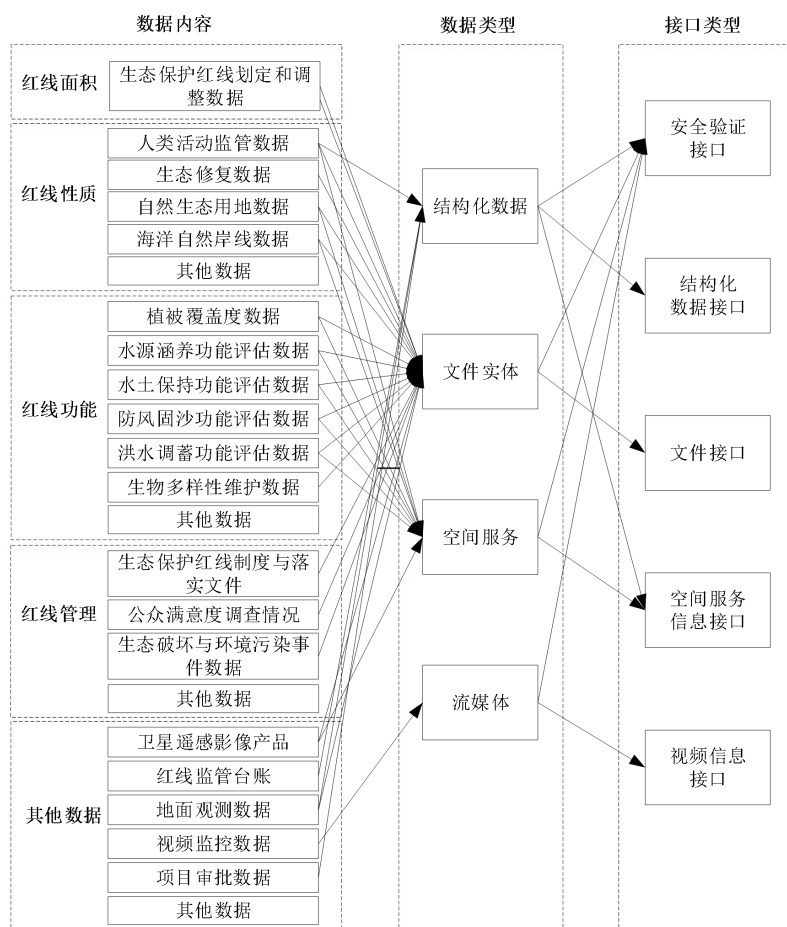 数据内容
数据类型
接口类型
红线面积
生态保护红线划定和调
整数据
红线性质
人类活动监管数据
生态修复数据
自然生态用地数据
海洋自然岸线数据
其他数据
红线功能
植被覆盖度数据
水源涵养功能评估数据
水土保持功能评估数据
防风固沙功能评估数据
洪水调蓄功能评估数据
生物多样性维护数据
其他数据
红线管理
生态保护红线制度与落
实文件
公众满意度调查情况
生态破坏与环境污染事
件数据
其他数据
其他数据
卫星遥感影像产品
红线监管台账
地面观测数据
视频监控数据
项目审批数据
其他数据
结构化数据
文件实体
空间服务
流媒体
安全验证
接口
结构化
数据接口
文件接口
空间服务
信息接口
视频信息
接口